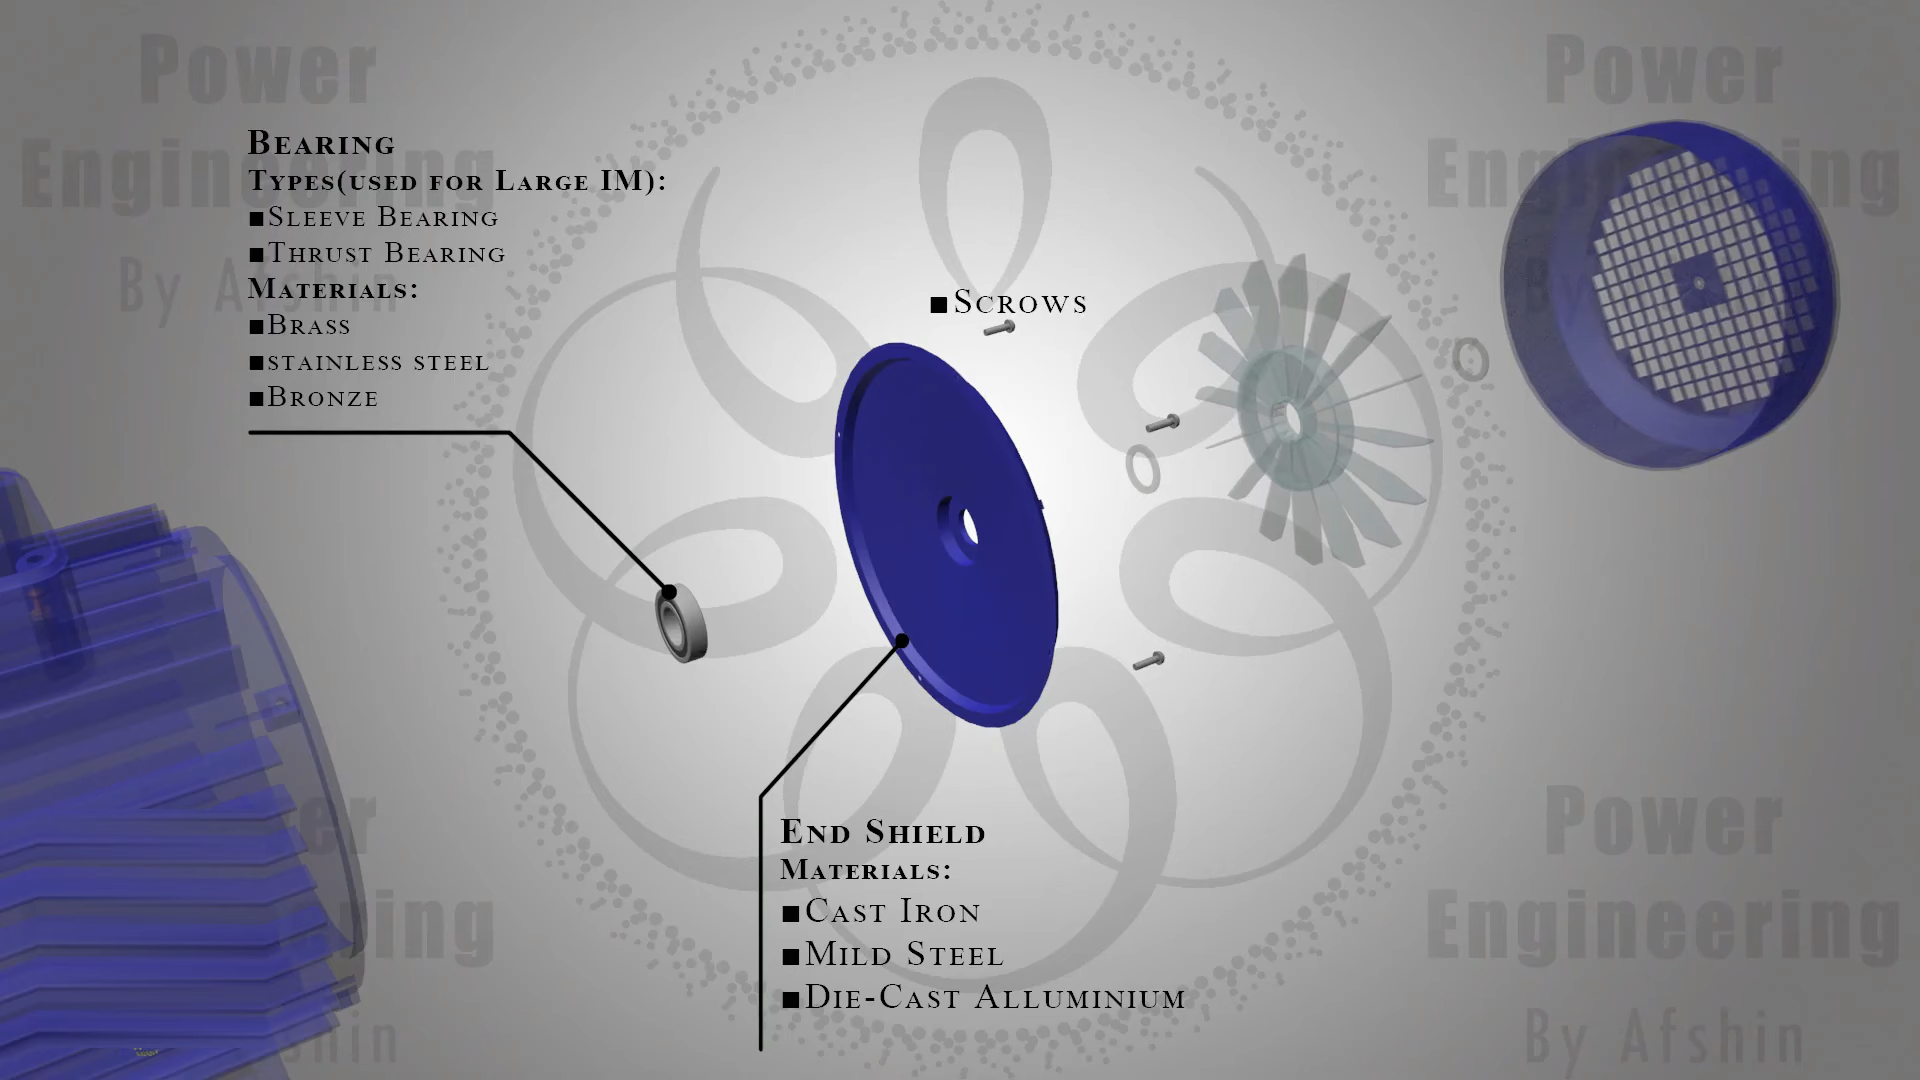 Power
Engineering
By Afshin
Power
Engineering
By
BEARING
TYPES(USED FOR LARGE IM):
■SLEEVE BEARING
■THRUST BEARING
MATERIALS:
■BRASS
■STAINLESS STEEL
■BRONZE
■SCROWS
END SHIELD
MATERIALS:
■CAST IRON
■MILD STEEL
■DIE-CAST ALLUMINIUM
Power
Engineering
By Afshin